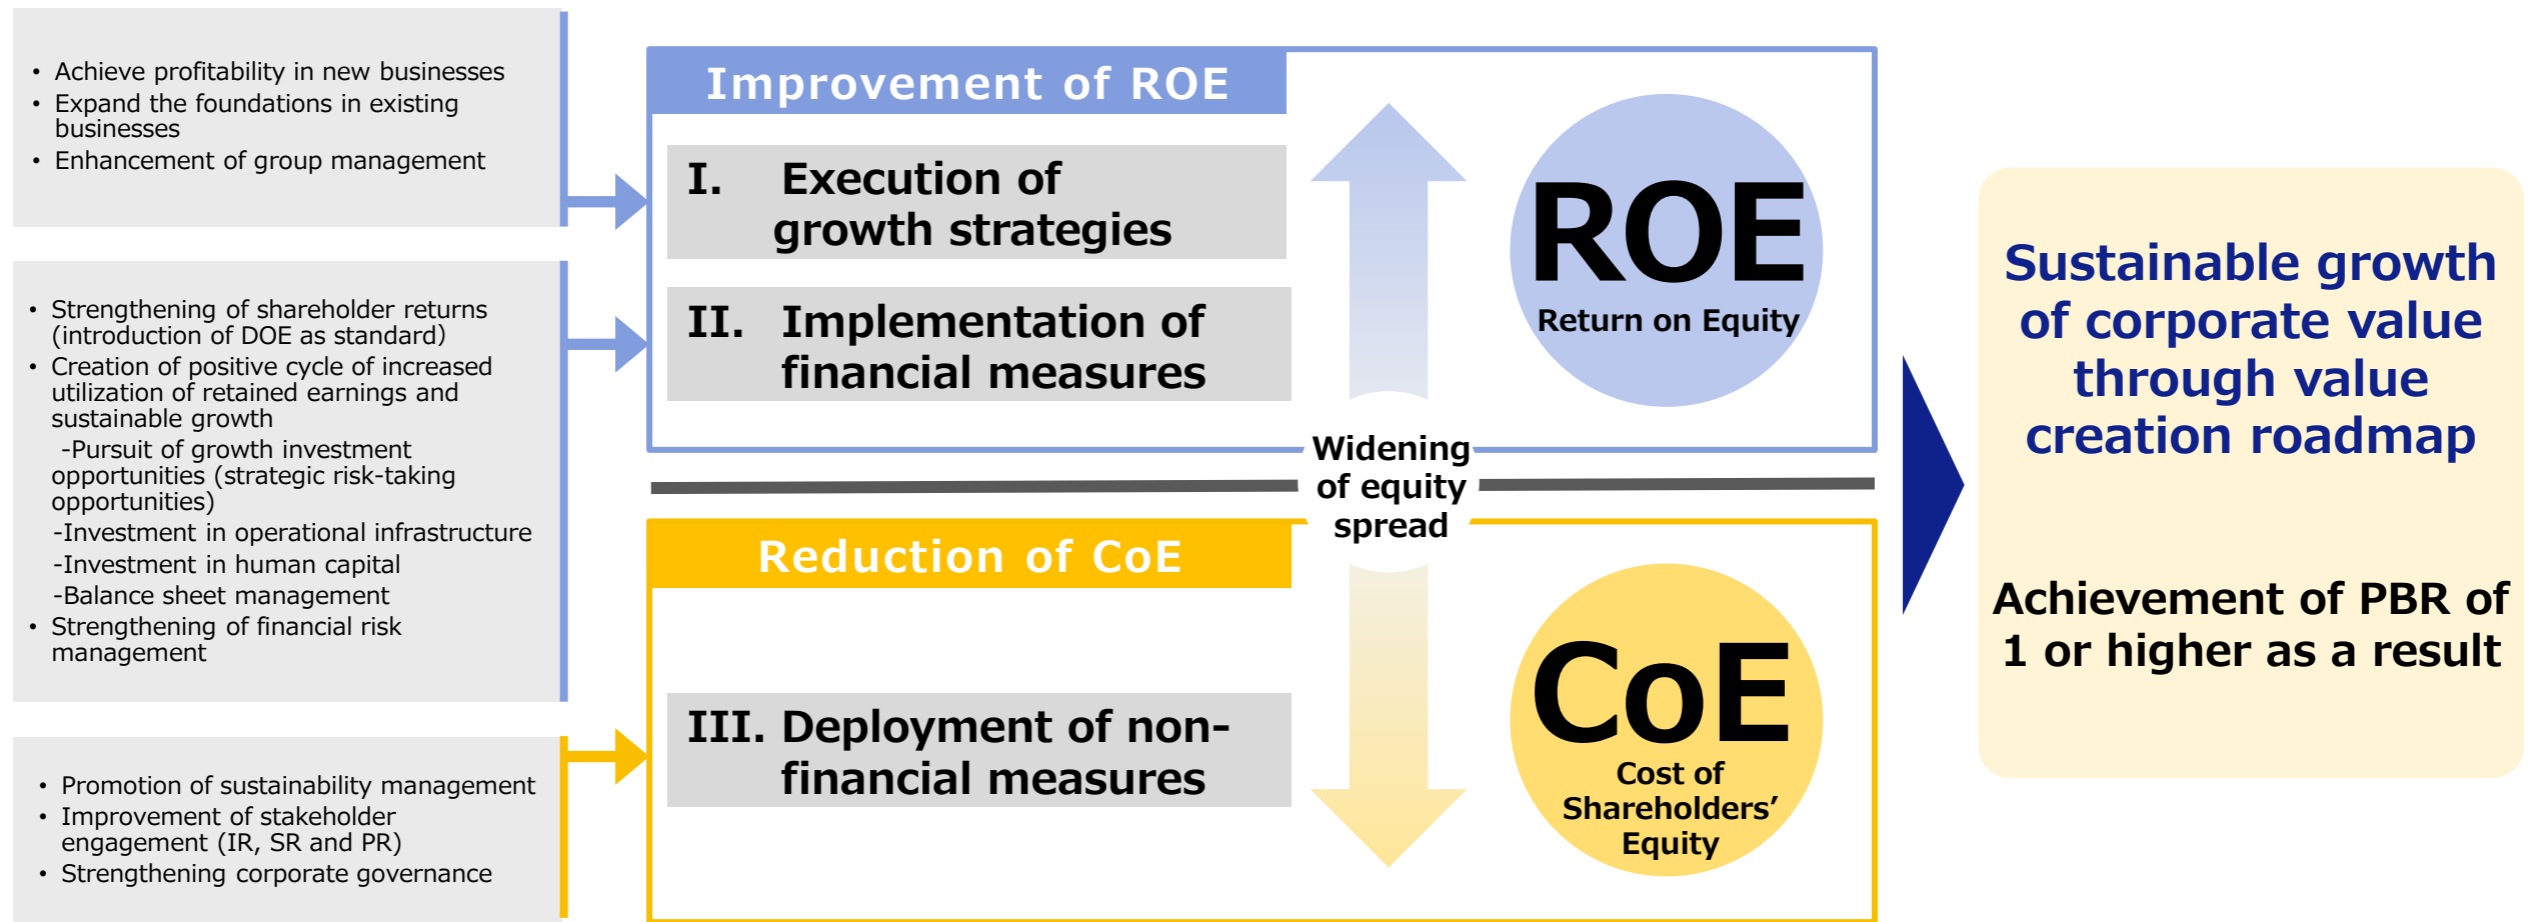 • Achieve profitability in new businesses
• Expand the foundations in existing
businesses
• Enhancement of group management
• Strengthening of shareholder returns
(introduction of DOE as standard)
• Creation of positive cycle of increased
utilization of retained earnings and
sustainable growth
-Pursuit of growth investment
opportunities (strategic risk-taking
opportunities)
-Investment in operational infrastructure
-Investment in human capital
-Balance sheet management
• Strengthening of financial risk
management
• Promotion of sustainability management
• Improvement of stakeholder
engagement (IR, SR and PR)
• Strengthening corporate governance
Improvement of ROE
I. Execution of
growth strategies
II. Implementation of
financial measures
ROE
Return on Equity
Widening
of equity
spread
Reduction of CoE
III. Deployment of non-
financial measures
CoE
Cost of
Shareholders’
Equity
Sustainable growth
of corporate value
through value
creation roadmap
Achievement of PBR of
1 or higher as a result